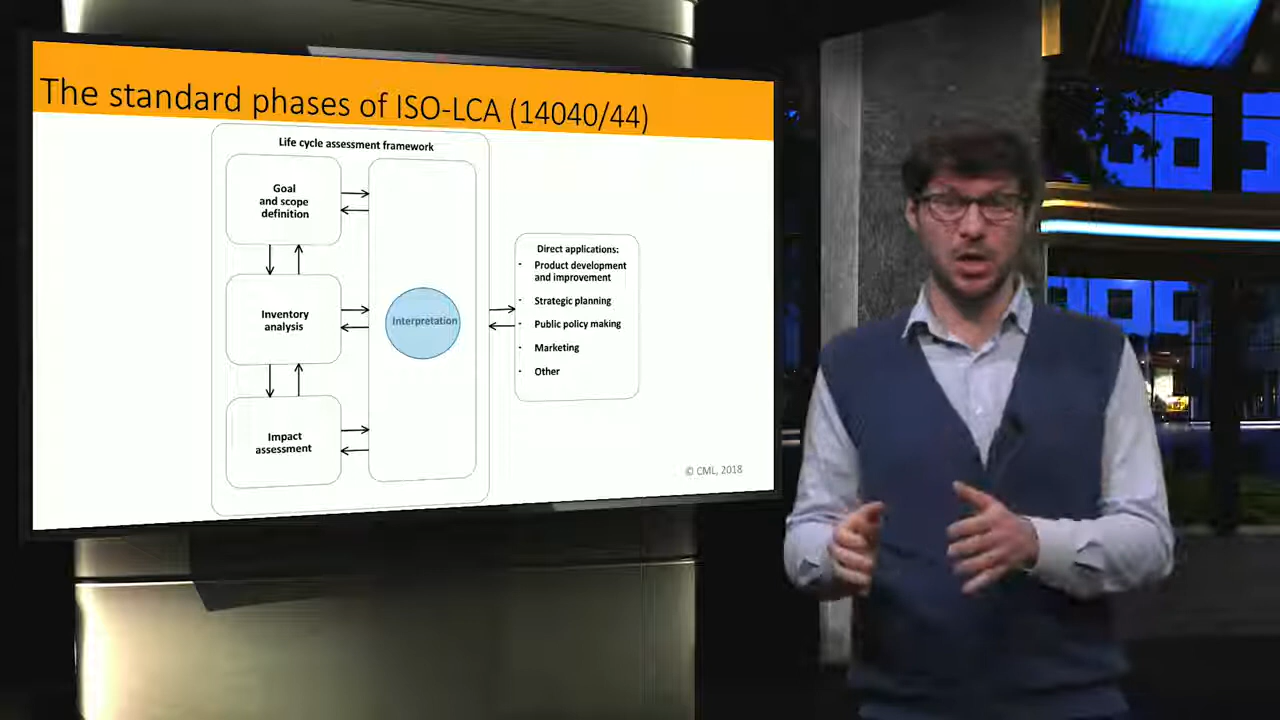 The standard phases of ISO-LCA (14040/44)
Life cycle assessment framework
Goal
and scope
definition
Inventory
analysis
Impact
assessment
Interpretation
Direct applications:
- Product development
and improvement
- Strategic planning
- Public policy making
- Marketing
- Other
© CML, 2018